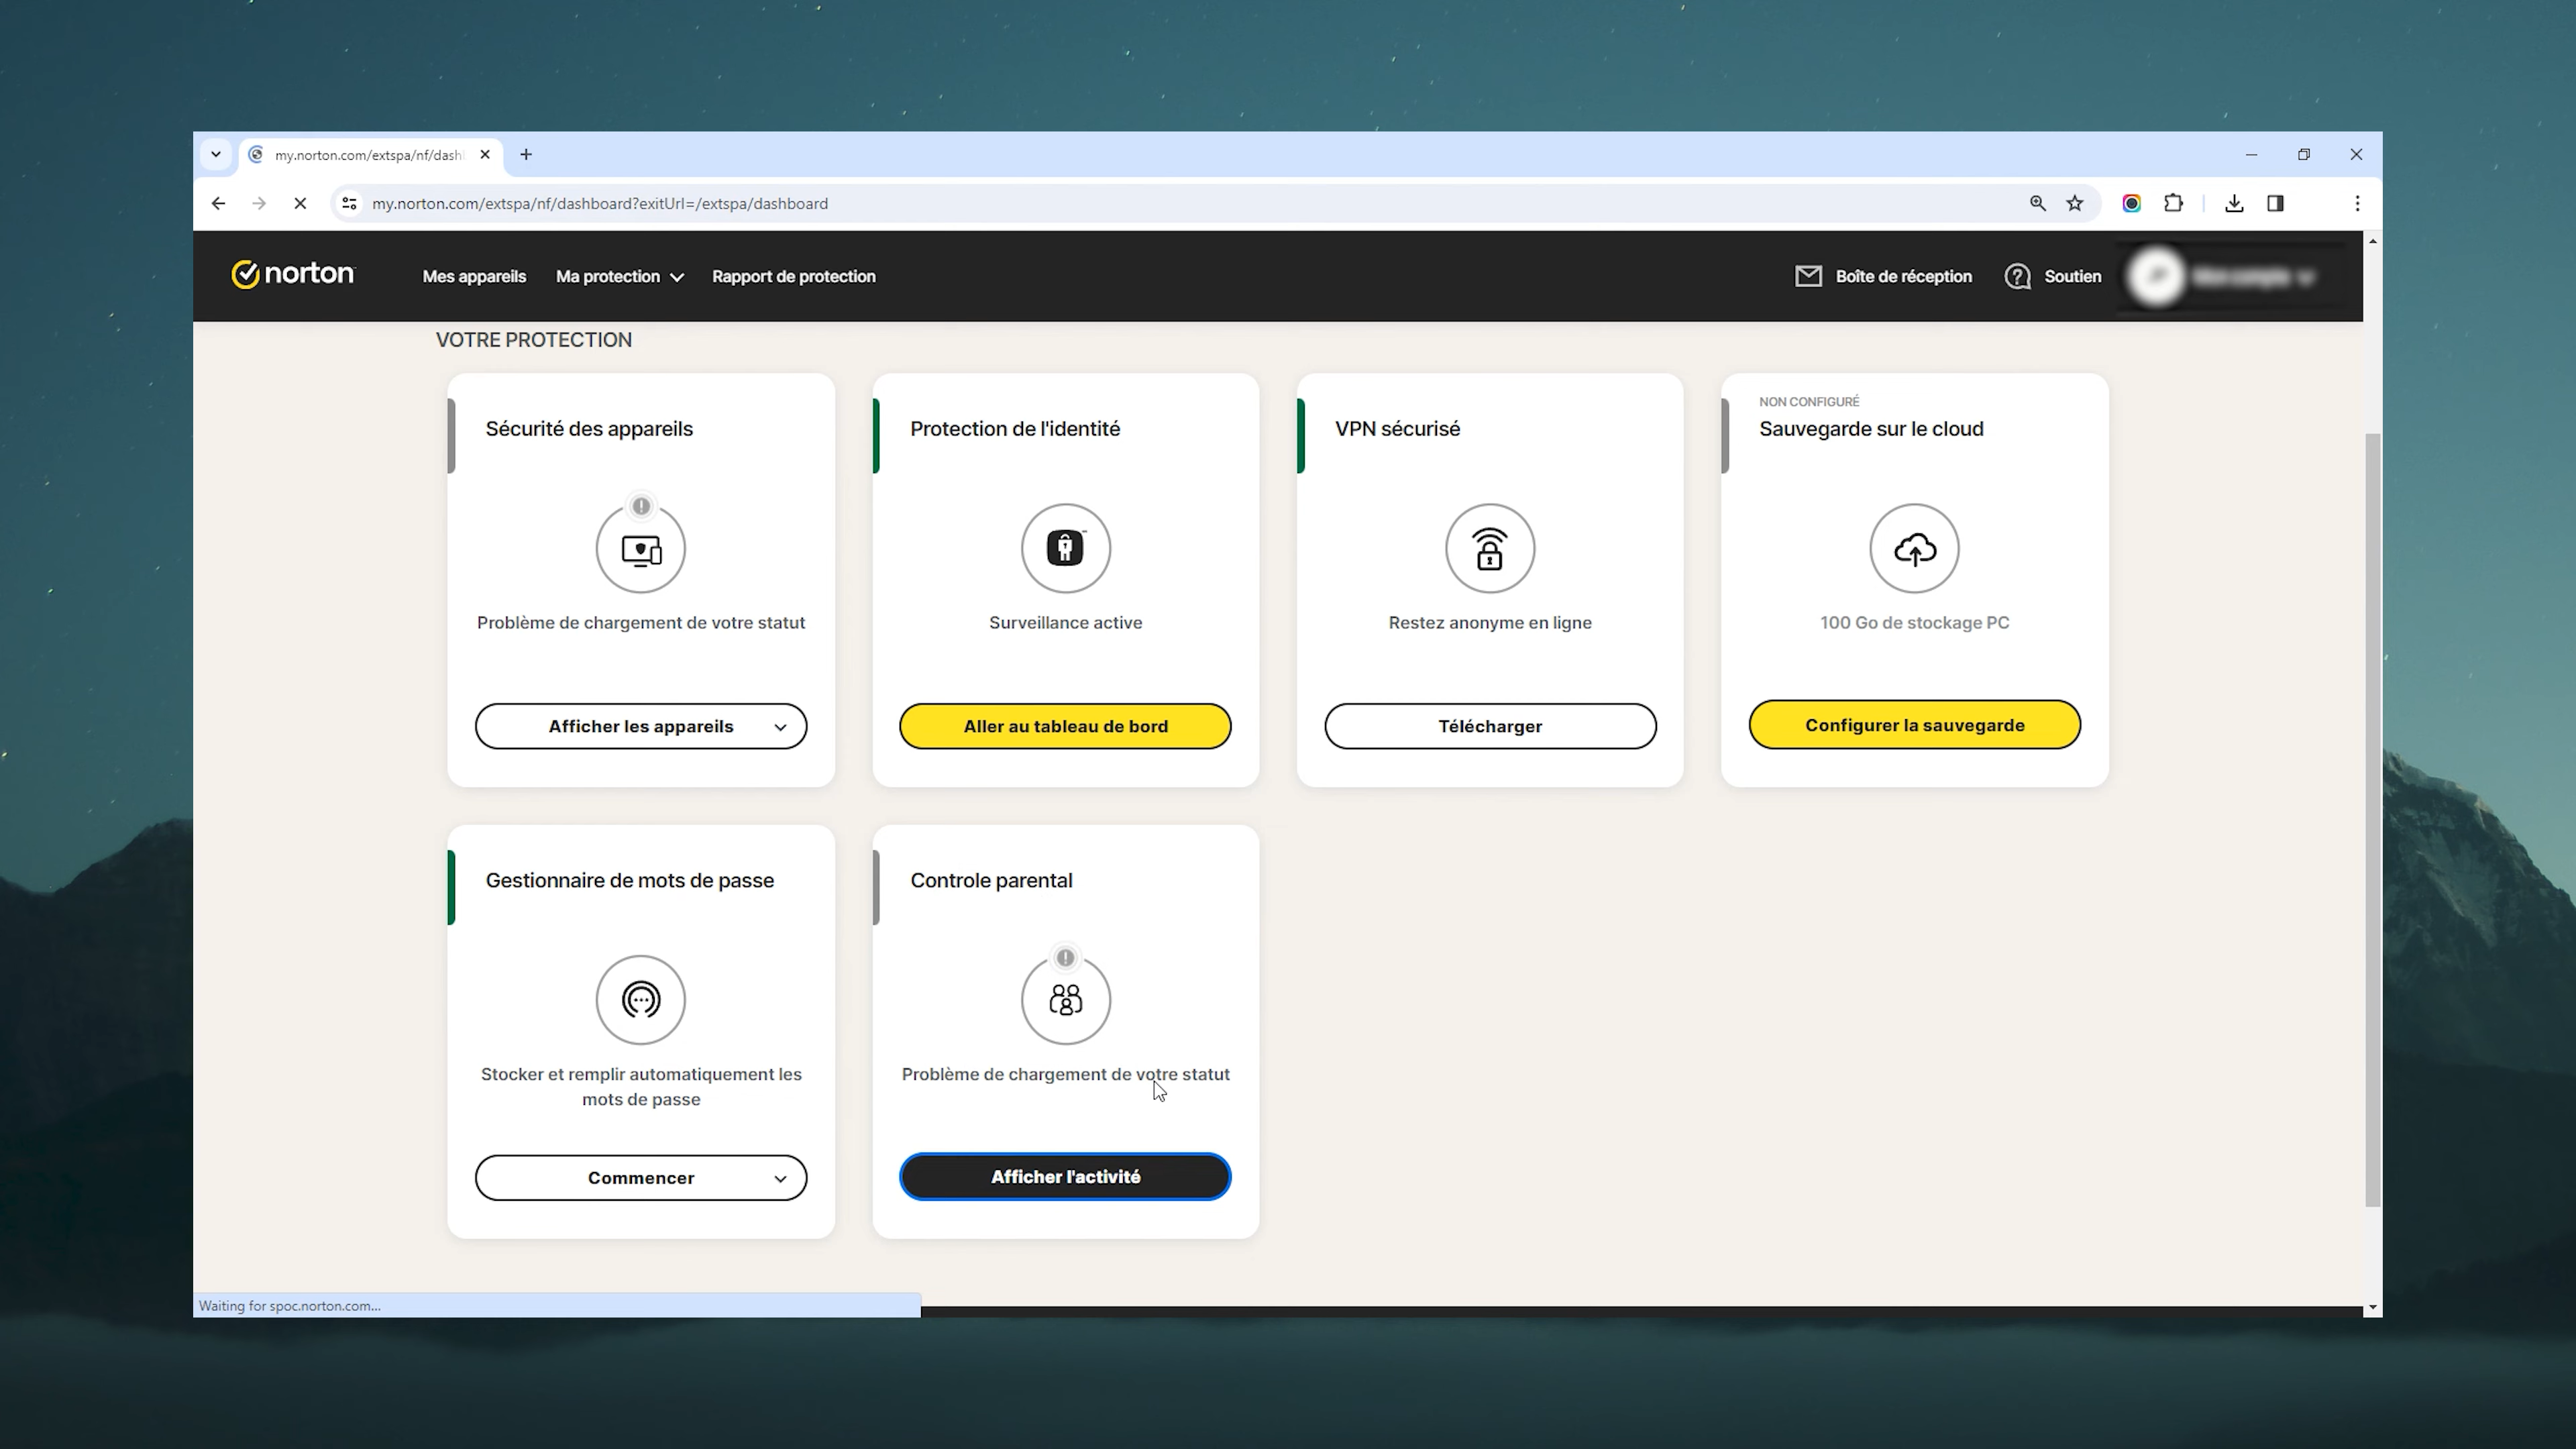 my.norton.com/extspa/nf/dash
my.norton.com/extspa/nf/dashboard?exitUrl=/extspa/dashboard
norton
Mes appareils
Ma protection
Rapport de protection
Boîte de réception
Soutien
VOTRE PROTECTION
Sécurité des appareils
Problème de chargement de votre statut
Afficher les appareils
Protection de l'identité
Surveillance active
Aller au tableau de bord
VPN sécurisé
Restez anonyme en ligne
Télécharger
NON CONFIGURÉ
Sauvegarde sur le cloud
100 Go de stockage PC
Configurer la sauvegarde
Gestionnaire de mots de passe
Stocker et remplir automatiquement les
mots de passe
Commencer
Controle parental
Problème de chargement de votre statut
Afficher l'activité
Waiting for spoc.norton.com...